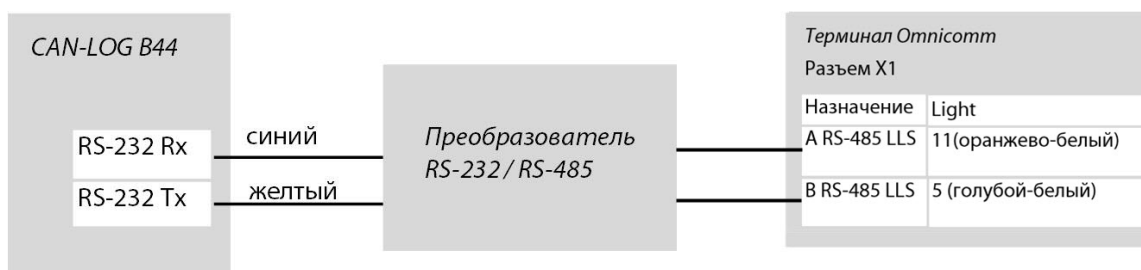 CAN-LOG B44
RS-232 Rx
RS-232 Tx
синий
желтый
Преобразователь
RS-232 / RS-485
Терминал Omnicomm
Разъем X1
Назначение Light
A RS-485 LLS 11(оранжево-белый)
B RS-485 LLS 5 (голубой-белый)